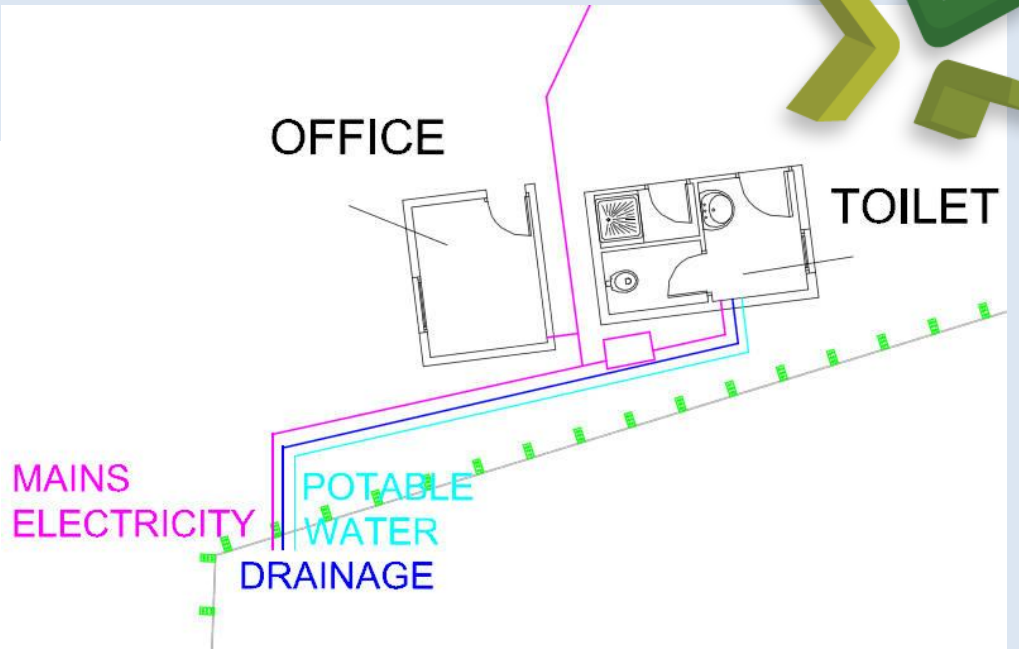 OFFICE
TOILET
MAINS
ELECTRICITY
POTABLE
WATER
DRAINAGE